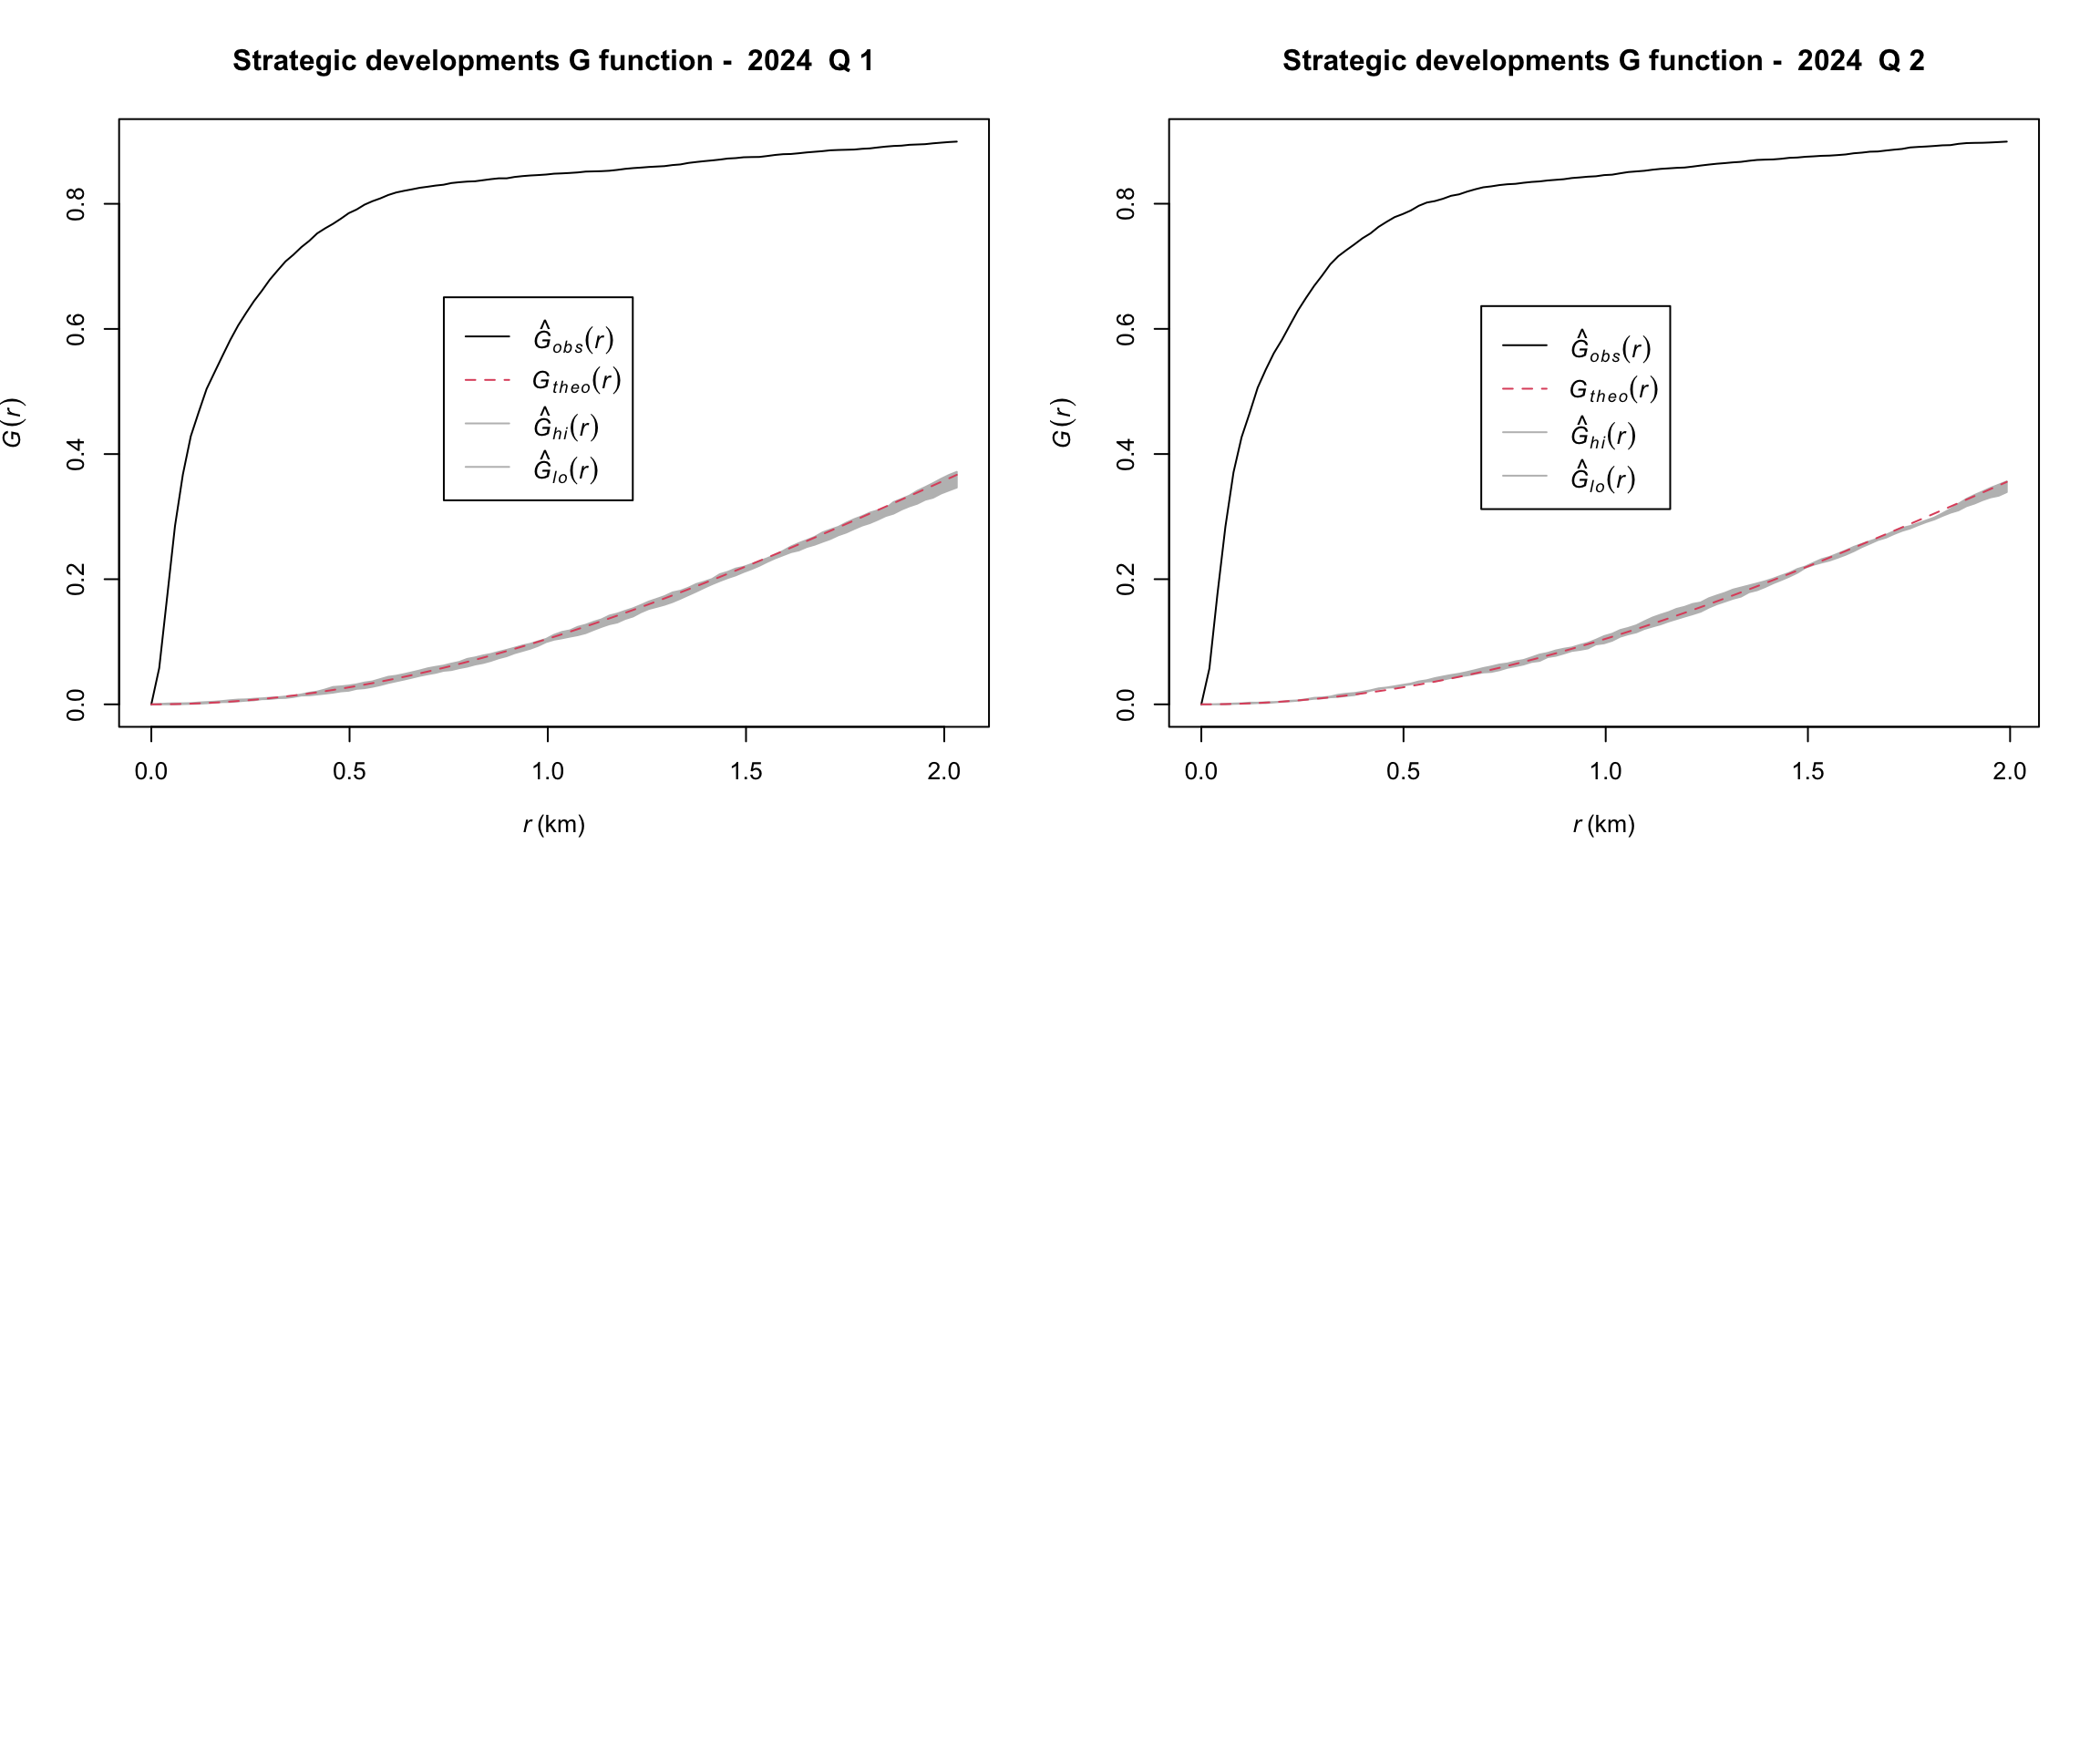 Strategic developments G function -  2024  Q 1
G(r)
0.0 0.2 0.4 0.6 0.8
Ĝobs(r)
Gtheo(r)
Ĝhi(r)
Ĝlo(r)
0.0 0.5 1.0 1.5 2.0
r (km)
Strategic developments G function -  2024  Q 2
G(r)
0.0 0.2 0.4 0.6 0.8
Ĝobs(r)
Gtheo(r)
Ĝhi(r)
Ĝlo(r)
0.0 0.5 1.0 1.5 2.0
r (km)